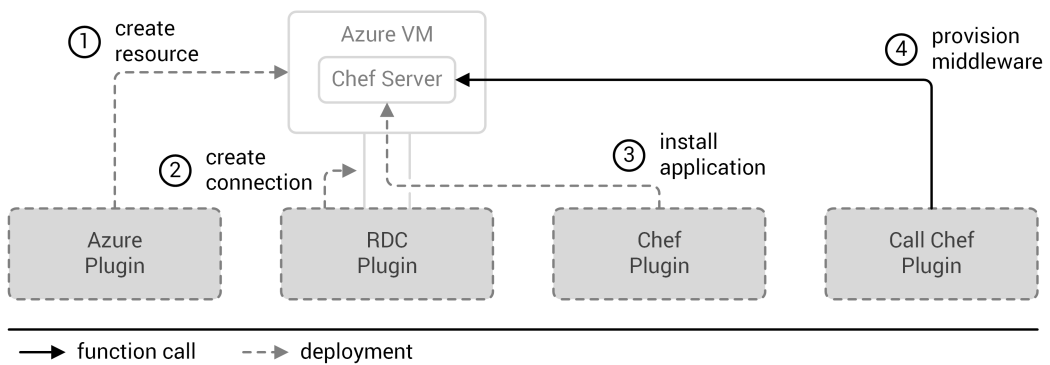 1
create
resource
Azure VM
Chef Server
4
provision
middleware
2
create
connection
3
install
application
Azure
Plugin
RDC
Plugin
Chef
Plugin
Call Chef
Plugin
function call
deployment